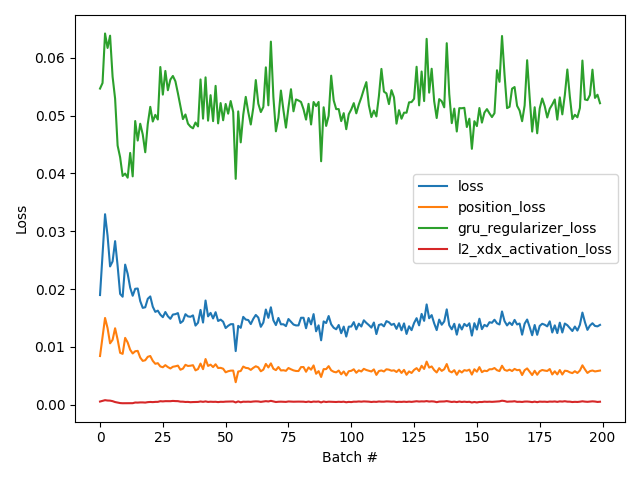 0.06
0.05
0.04
0.03
0.02
0.01
0.00
Loss
loss
position_loss
gru_regularizer_loss
l2_xdx_activation_loss
0 25 50 75 100 125 150 175 200
Batch #